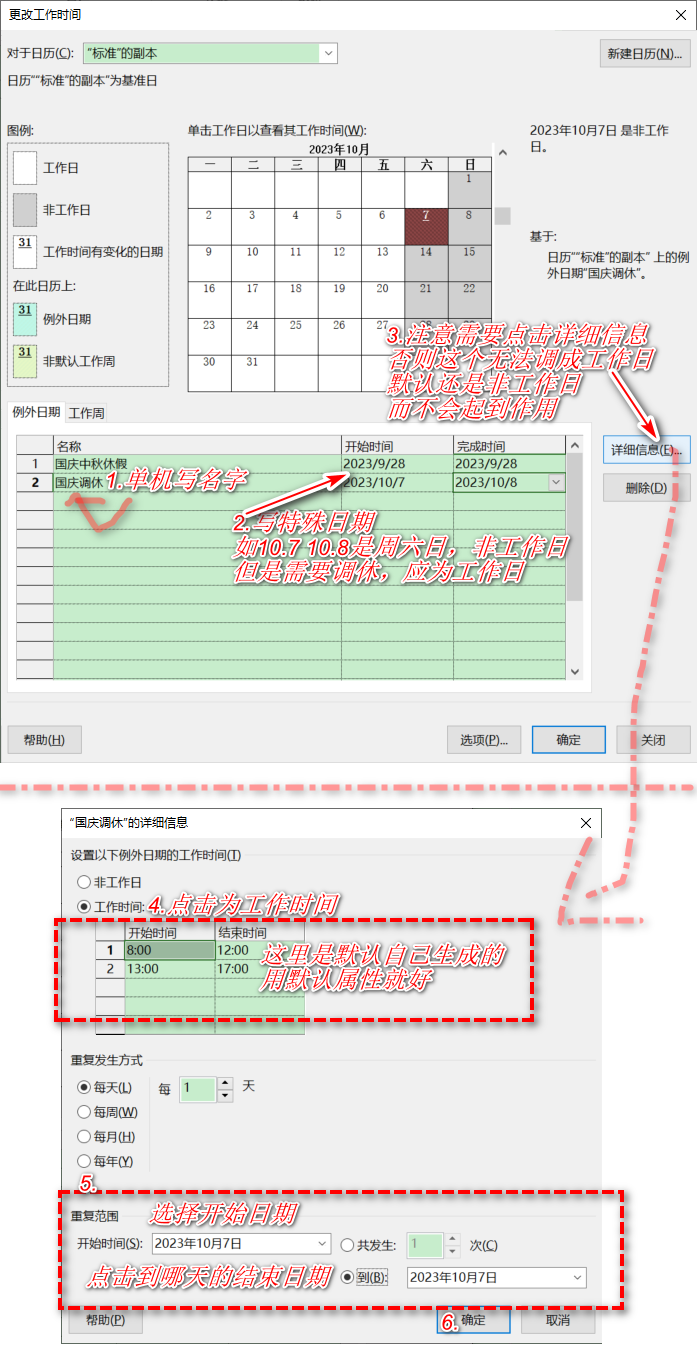 更改工作时间
对于日历(C):
“标准”的副本
新建日历(N)...
日历“"标准"的副本”为基准日
图例:
工作日
非工作日
31
工作时间有变化的日期
在此日历上:
31
例外日期
31
非默认工作周
单击工作日以查看其工作时间(W):
2023年10月
一 二 三 四 五 六 日
1
2 3 4 5 6 7 8
9 10 11 12 13 14 15
16 17 18 19 20 21 22
23 24 25 26 27 28 29
30 31
2023年10月7日 是非工作
日。
基于:
日历“"标准"的副本” 上的例
外日期“国庆调休”。
3.注意需要点击详细信息
否则这个无法调成工作日
默认还是非工作日
而不会起到作用
例外日期
工作周
名称 开始时间 完成时间
1 国庆中秋休假 2023/9/28 2023/9/28
2 国庆调休 2023/10/7 2023/10/8
1.单机写名字
2.写特殊日期
如10.7 10.8是周六日，非工作日
但是需要调休，应为工作日
详细信息(E)...
删除(D)
帮助(H)
选项(P)...
确定
关闭
“国庆调休”的详细信息
设置以下例外日期的工作时间(T)
非工作日
工作时间:
4.点击为工作时间
开始时间 结束时间
1 8:00 12:00
2 13:00 17:00
这里是默认自己生成的
用默认属性就好
重复发生方式
每天(L)
每周(W)
每月(H)
每年(Y)
每 1 天
5.
重复范围
选择开始日期
开始时间(S):
2023年10月7日
共发生:
1
次(C)
点击到哪天的结束日期
到(B):
2023年10月7日
帮助(P)
6.
确定
取消